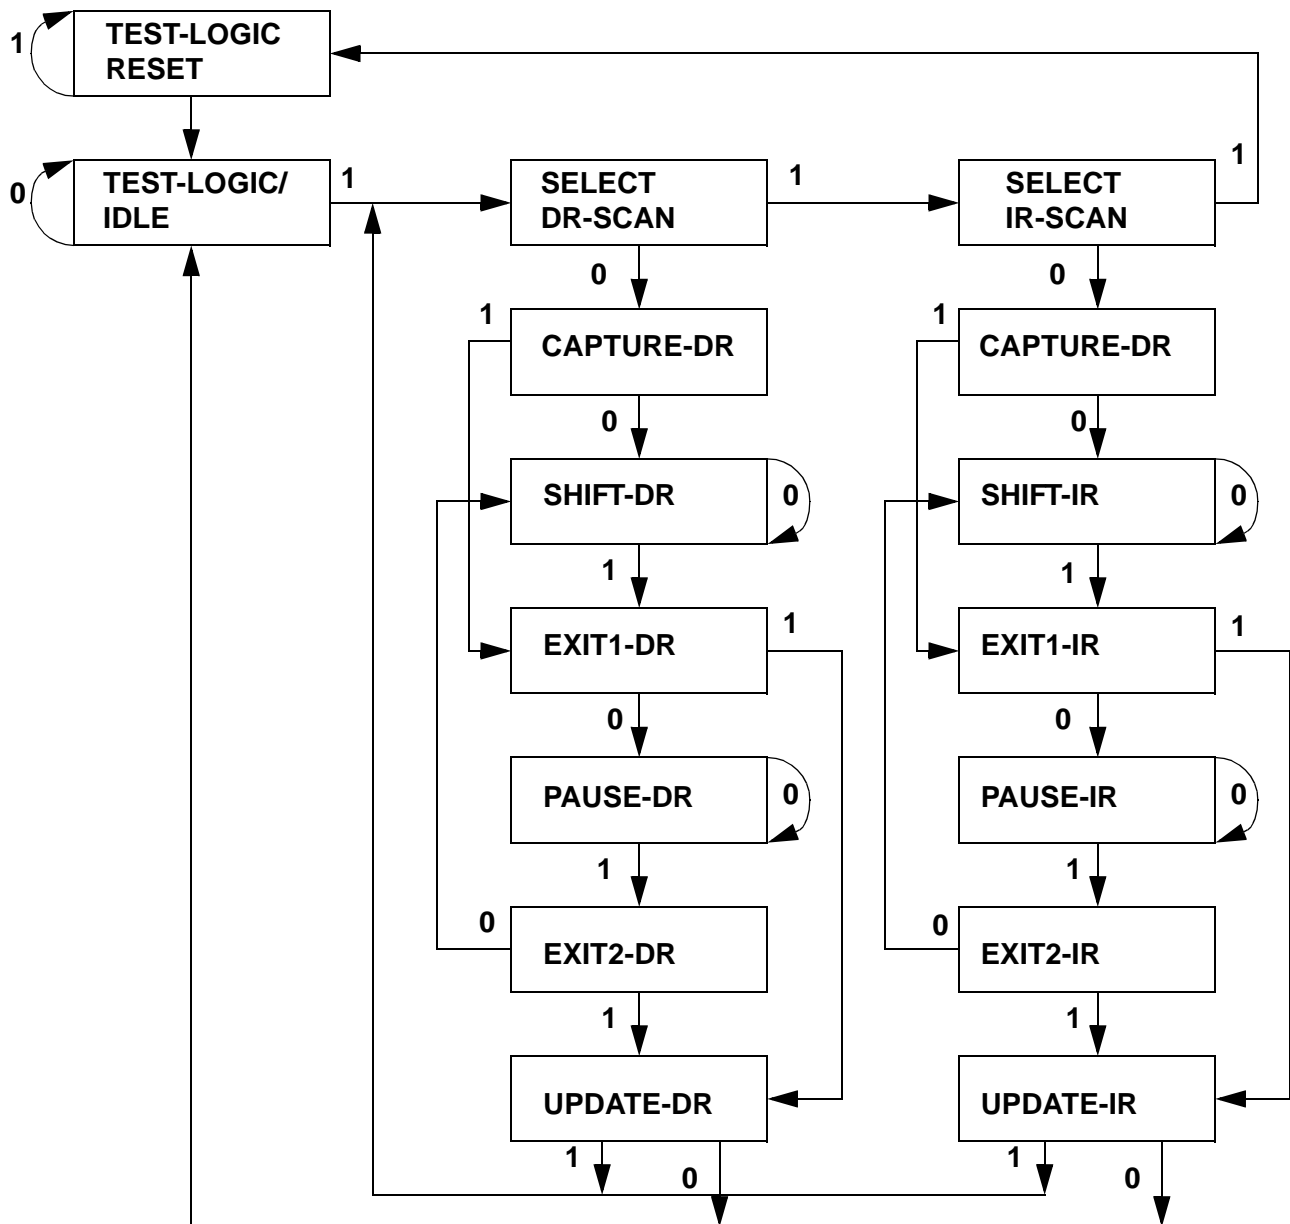 1
TEST-LOGIC
RESET
0
TEST-LOGIC/
IDLE
1
SELECT
DR-SCAN
1
SELECT
IR-SCAN
1
0
0
1
CAPTURE-DR
1
CAPTURE-DR
0
0
SHIFT-DR
0
SHIFT-IR
0
1
1
EXIT1-DR
1
EXIT1-IR
1
0
0
PAUSE-DR
0
PAUSE-IR
0
1
1
0
EXIT2-DR
0
EXIT2-IR
1
1
UPDATE-DR
UPDATE-IR
1
0
1
0